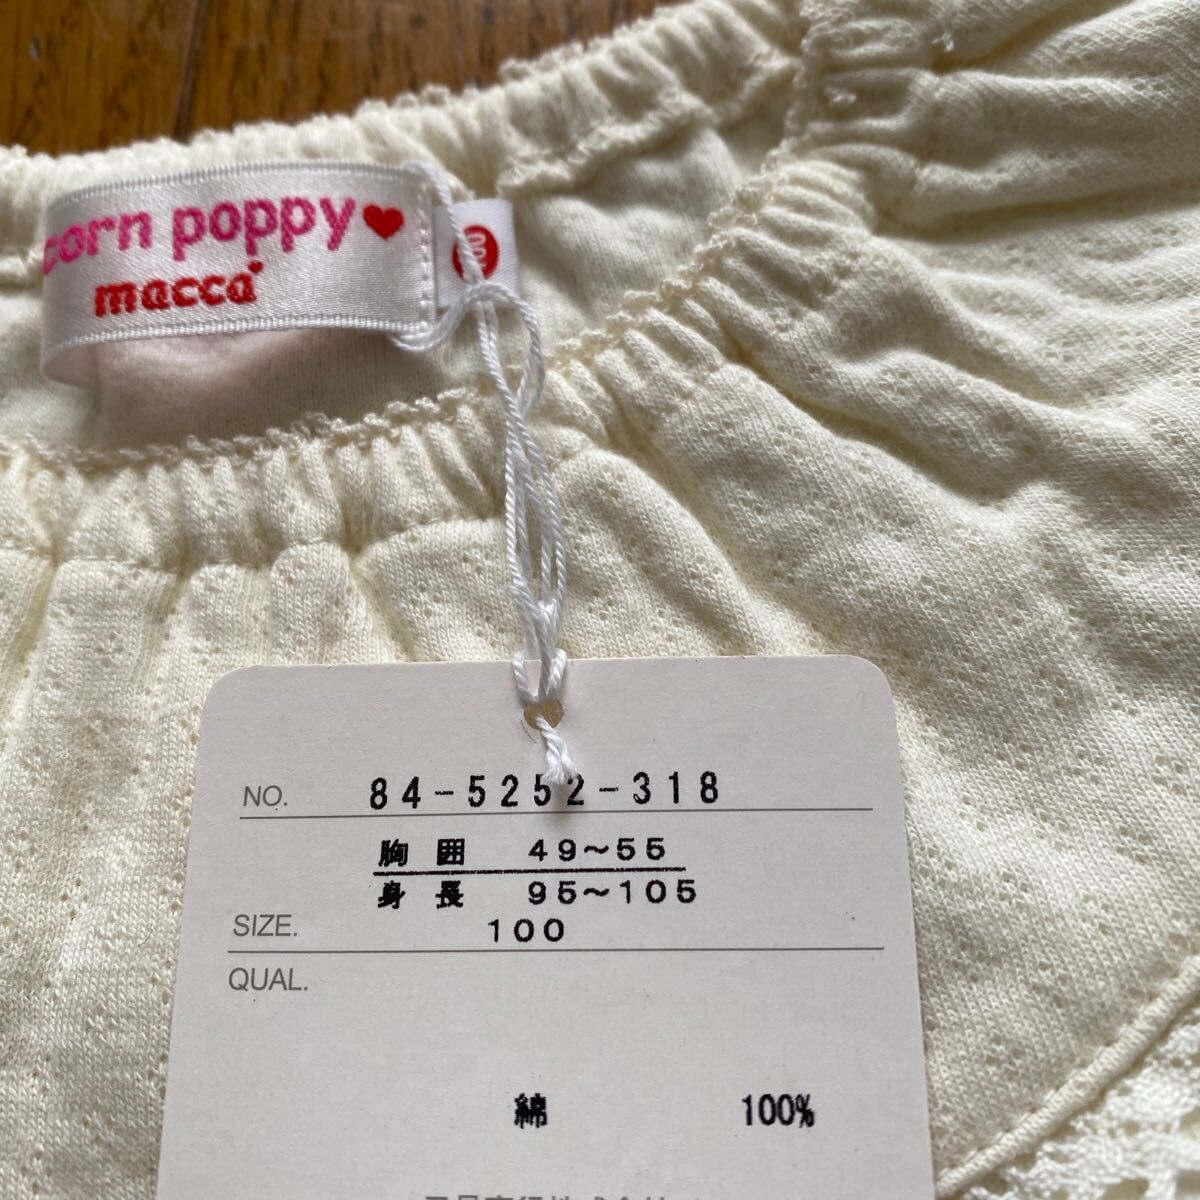 corn poppy
macca
NO. 84-5252-318
胸囲 49～55
身長 95～105
SIZE. 100
QUAL.
綿 100%